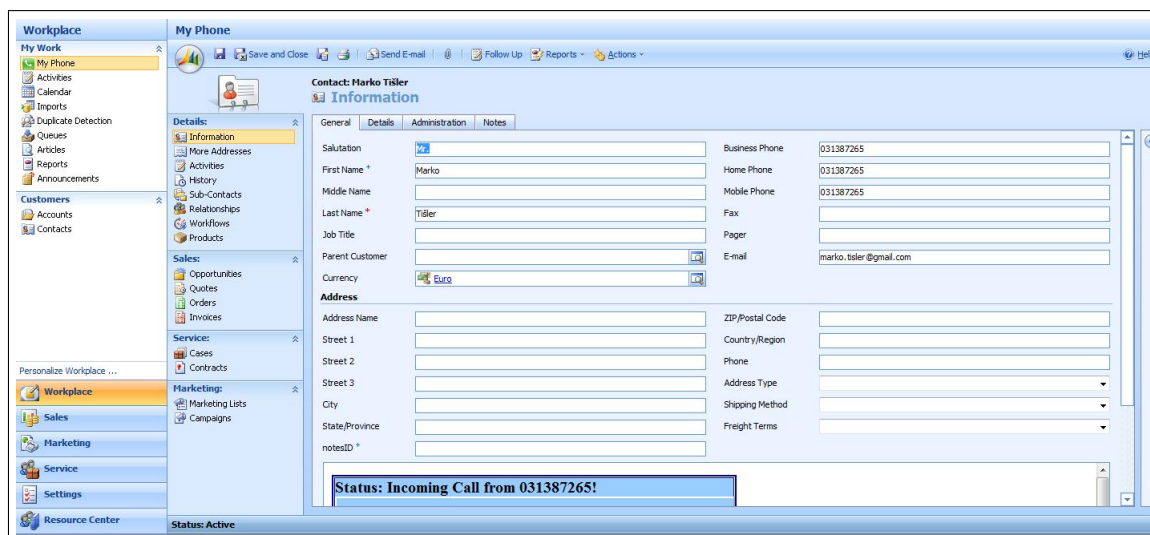 Workplace
My Work
My Phone
Activities
Calendar
Imports
Duplicate Detection
Queues
Articles
Reports
Announcements
Customers
Accounts
Contacts
Personalize Workplace ...
Workplace
Sales
Marketing
Service
Settings
Resource Center
My Phone
Save and Close
Send E-mail
Follow Up
Reports
Actions
Hel
Details:
Information
More Addresses
Activities
History
Sub-Contacts
Relationships
Workflows
Products
Sales:
Opportunities
Quotes
Orders
Invoices
Service:
Cases
Contracts
Marketing:
Marketing Lists
Campaigns
Contact: Marko Tišler
Information
General Details Administration Notes
Salutation Mr. Business Phone 031387265
First Name + Marko Home Phone 031387265
Middle Name Mobile Phone 031387265
Last Name * Tišler Fax
Job Title Pager
Parent Customer E-mail marko.tisler@gmail.com
Currency Euro
Address
Address Name ZIP/Postal Code
Street 1 Country/Region
Street 2 Phone
Street 3 Address Type
City Shipping Method
State/Province Freight Terms
notesID +
Status: Incoming Call from 031387265!
Status: Active